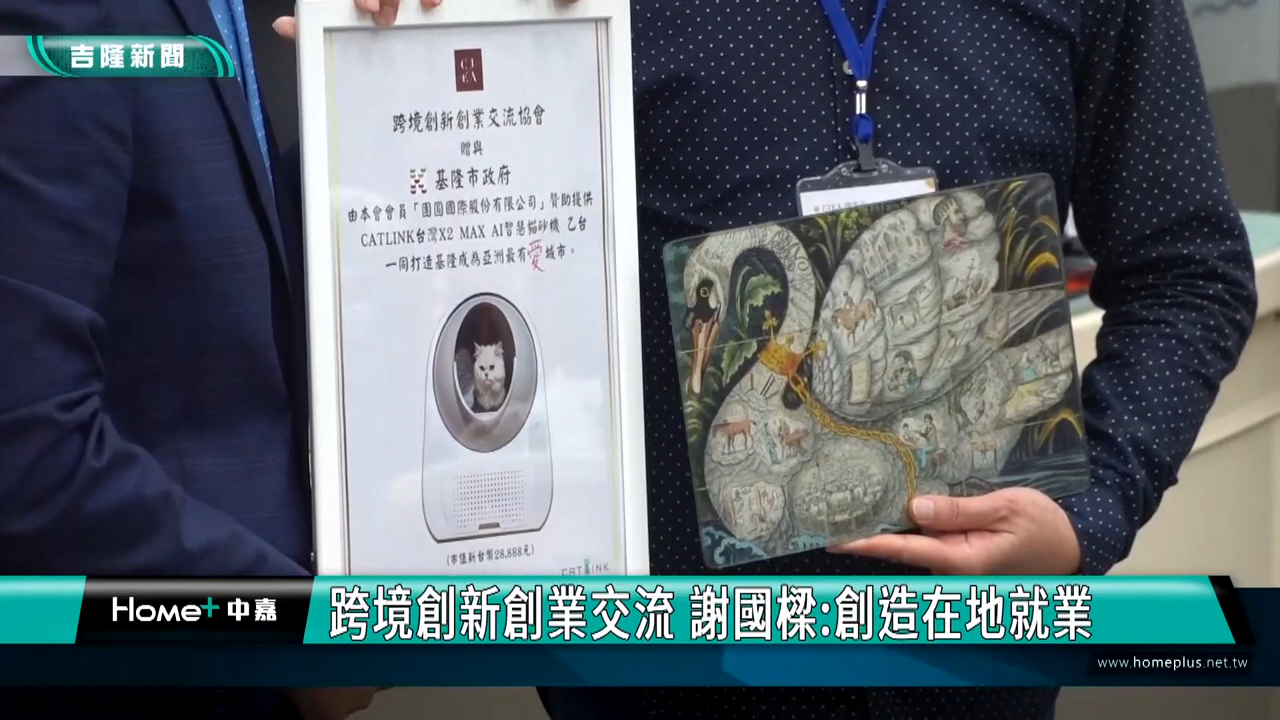 吉隆新聞
CIEA
跨境創新創業交流協會
贈與
基隆市政府
由本會會員「團圓國際股份有限公司」贊助提供
CATLINK台灣X2 MAX AI智慧貓砂機 乙台
一同打造基隆成為亞洲最有愛城市。
(市值新台幣28,888元)
CATLINK
Home+中嘉
跨境創新創業交流 謝國樑:創造在地就業
www.homeplus.net.tw